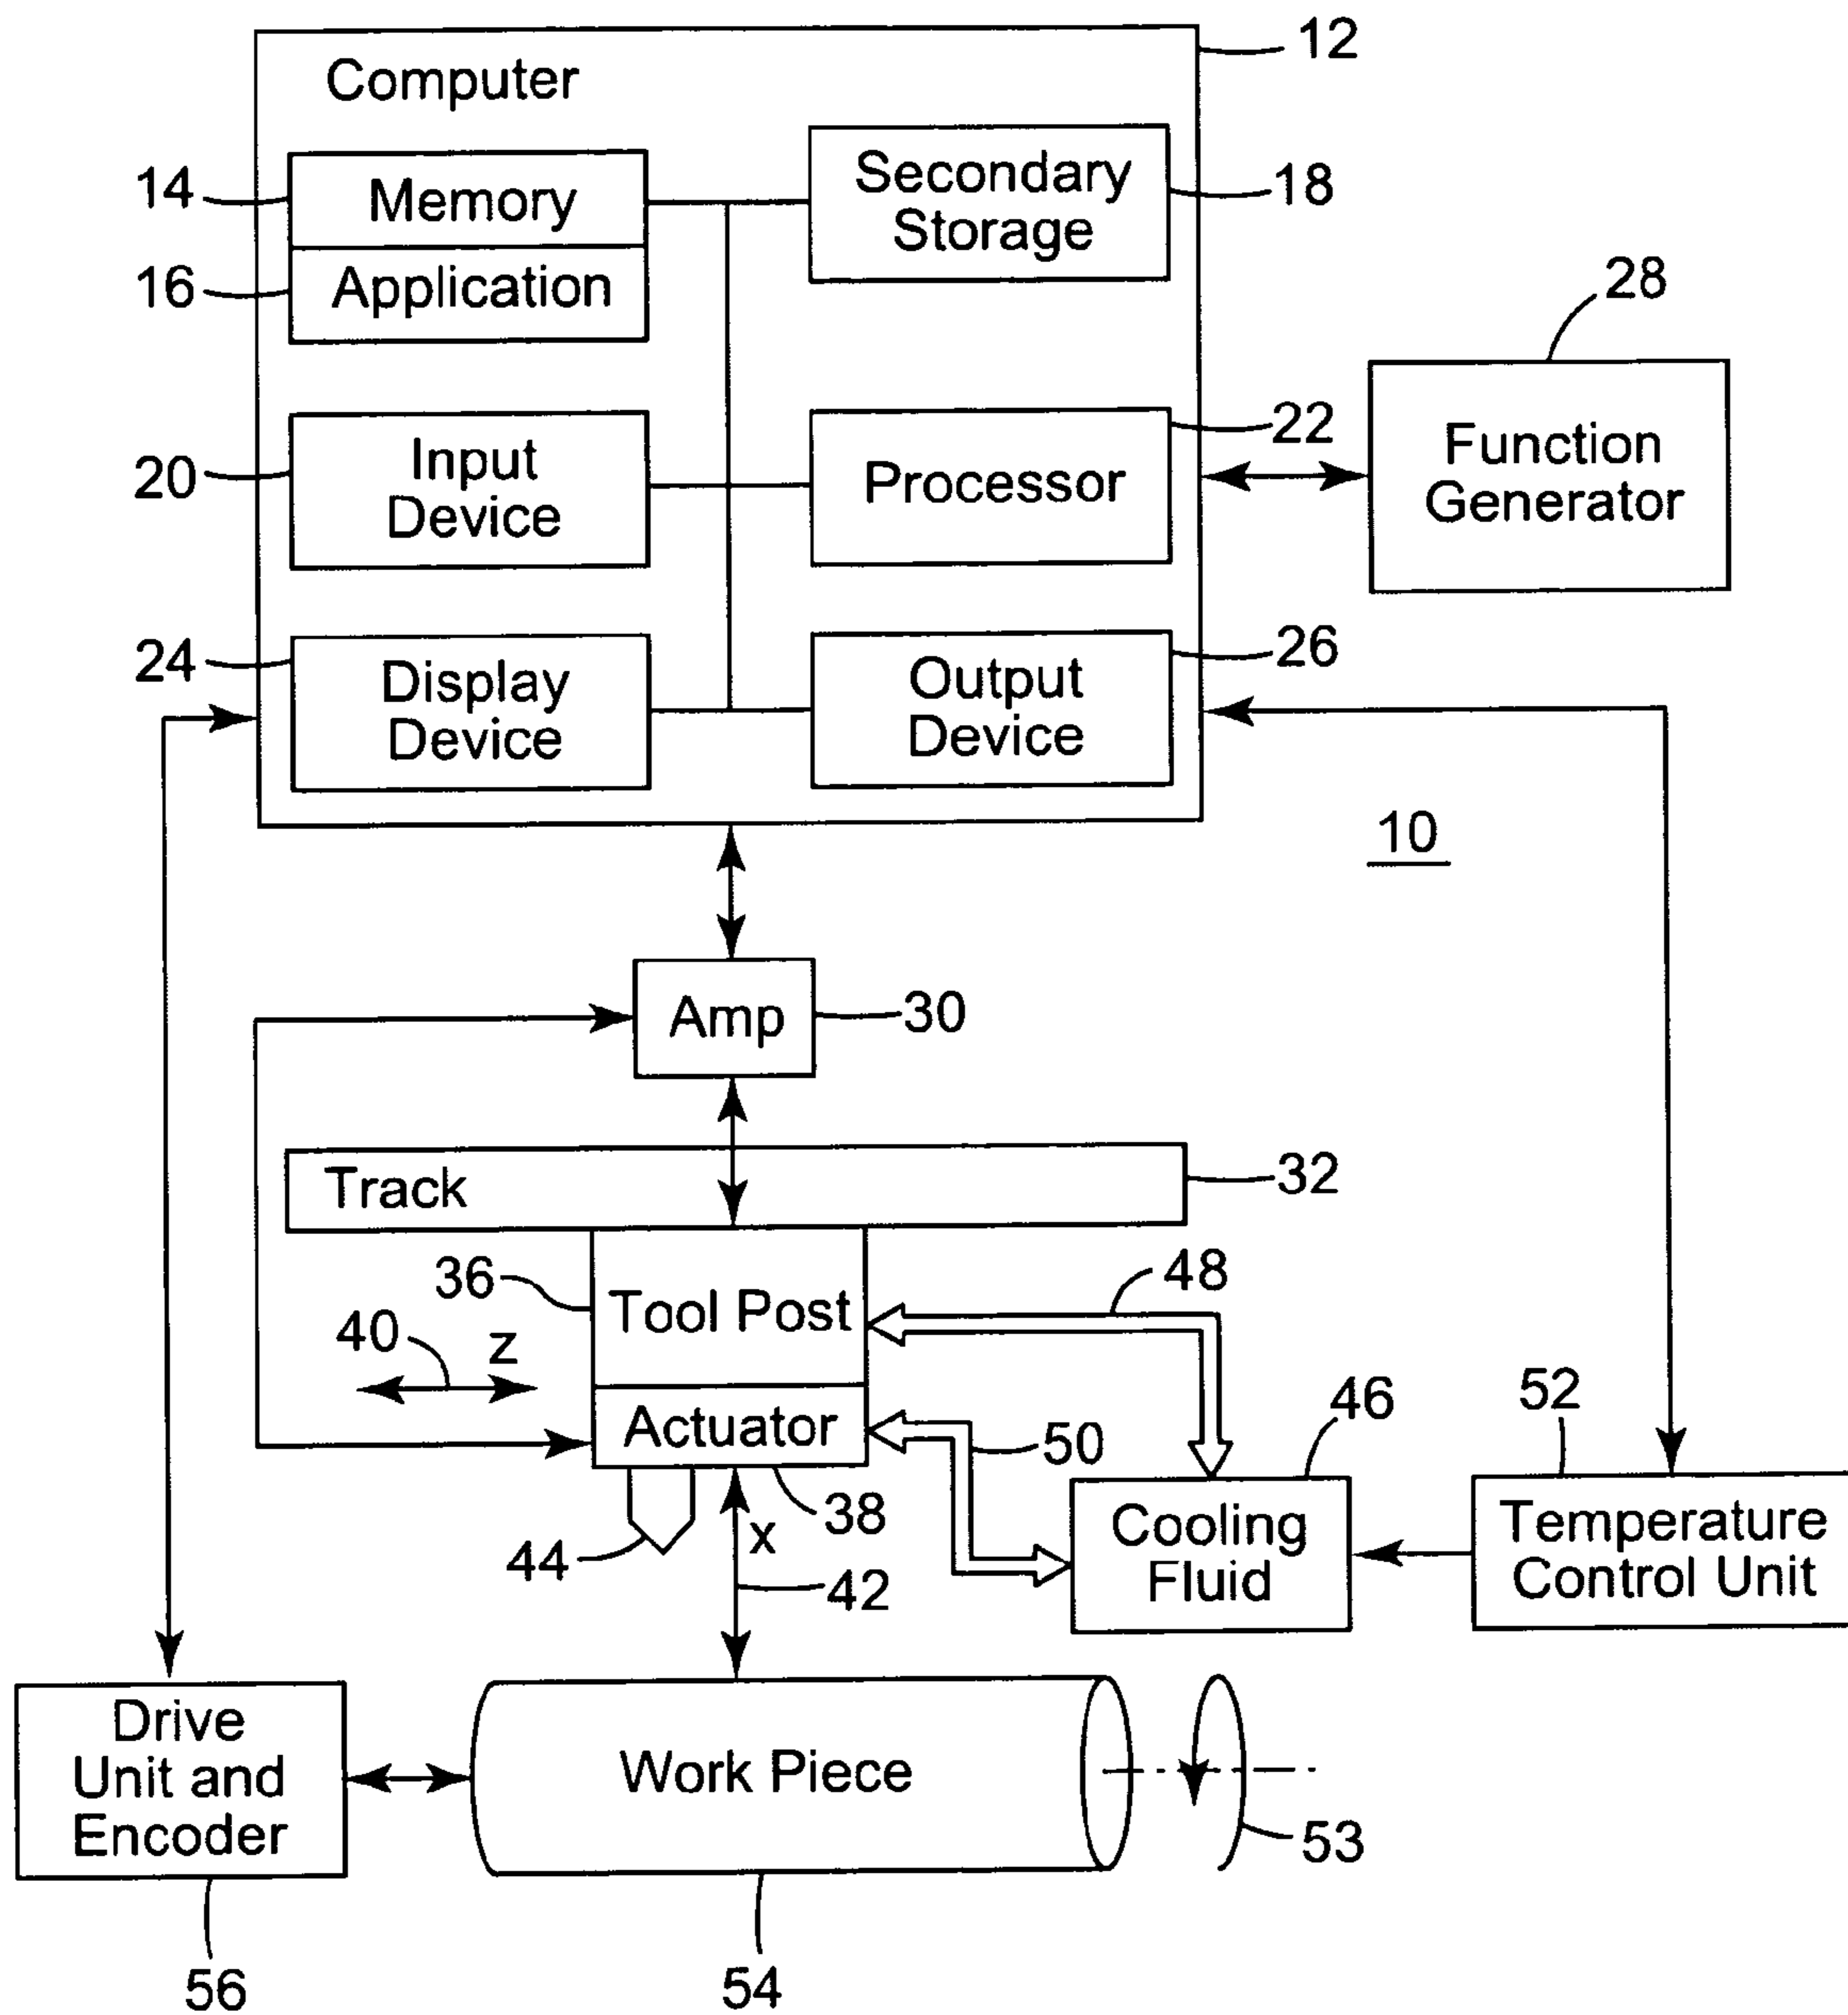 12
Computer
14
Memory
Secondary
Storage
18
16
Application
28
20
Input
Device
Processor
22
Function
Generator
24
Display
Device
Output
Device
26
10
Amp
30
Track
32
36
Tool Post
48
40
z
Actuator
50
46
52
44
x
38
42
Cooling
Fluid
Temperature
Control Unit
Drive
Unit and
Encoder
Work Piece
53
56
54